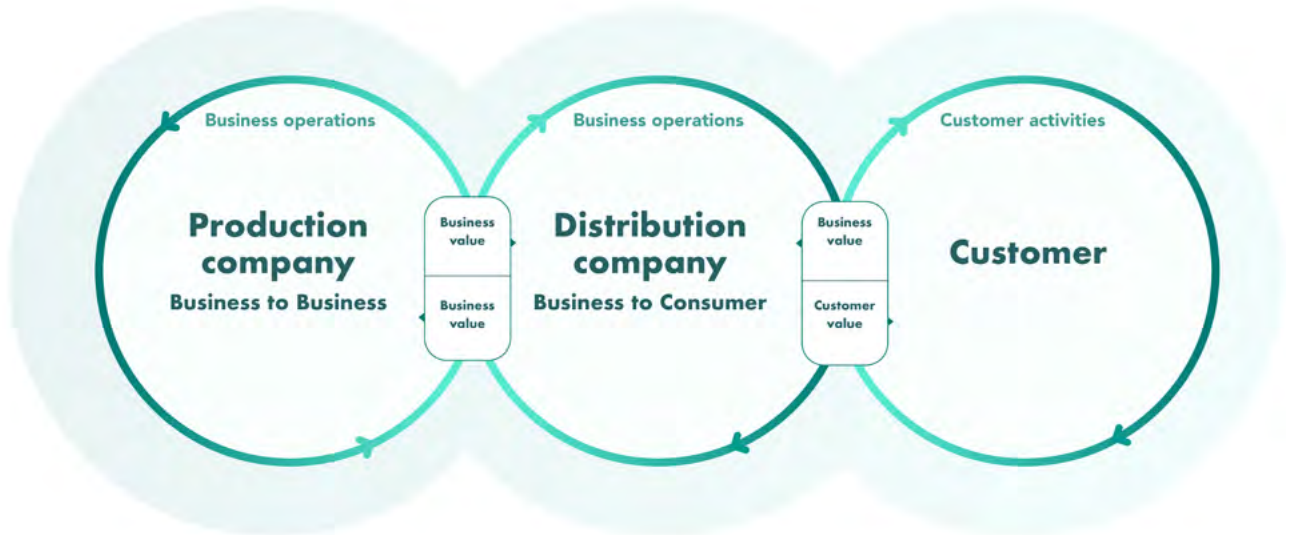 Business operations
Production
company
Business to Business
Business
value
Business
value
Business operations
Distribution
company
Business to Consumer
Business
value
Customer
value
Customer activities
Customer